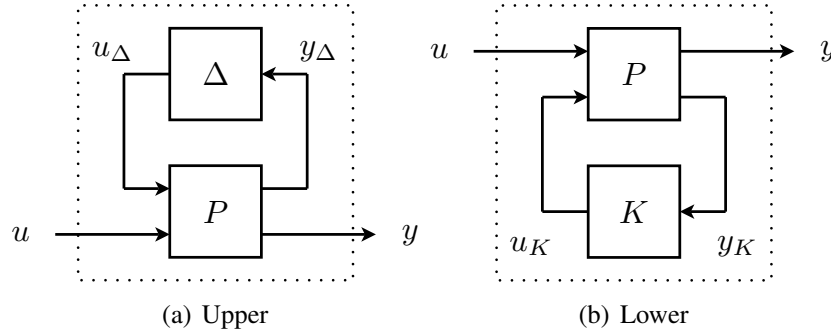 u_Δ
y_Δ
Δ
P
u
y
(a) Upper
u
P
y
K
u_K
y_K
(b) Lower